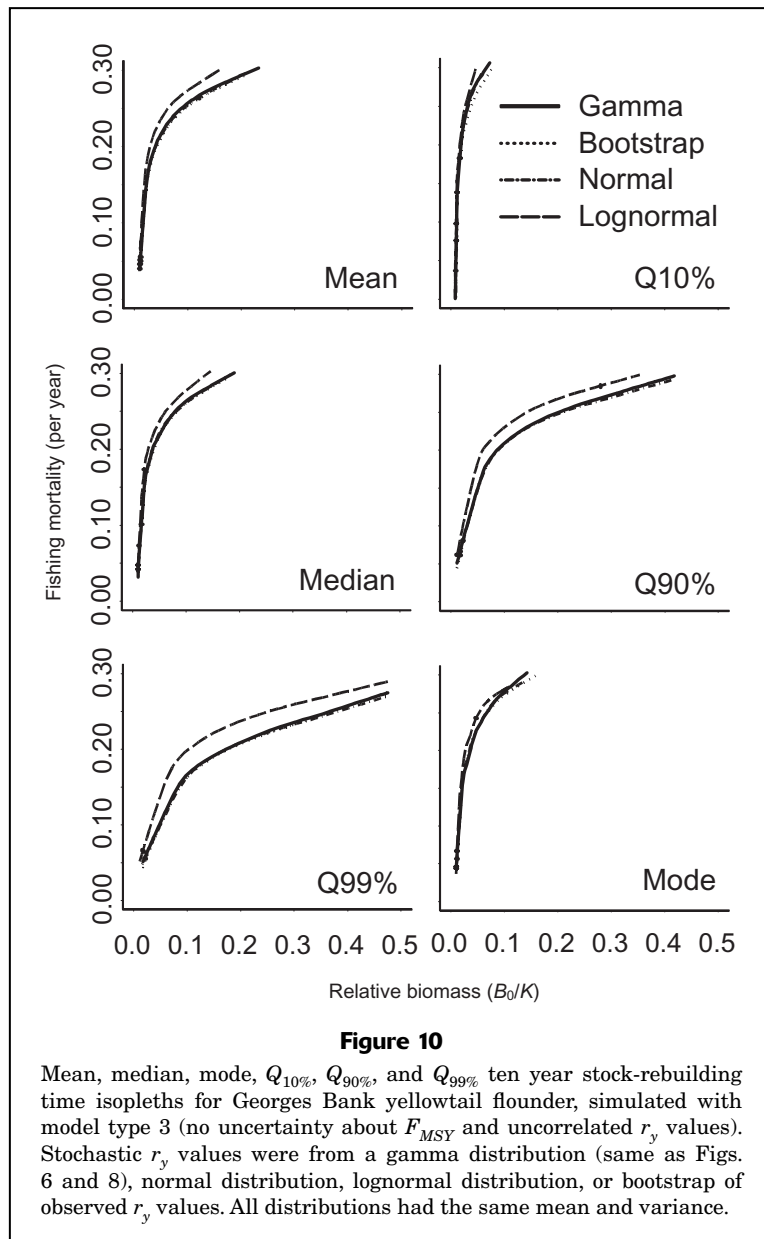 0.30
0.20
0.10
0.00
Mean
Gamma
Bootstrap
Normal
Lognormal
Q10%
0.30
0.20
0.10
0.00
Median
Q90%
0.30
0.20
0.10
0.00
Q99%
Mode
Fishing mortality (per year)
0.0 0.1 0.2 0.3 0.4 0.5
0.0 0.1 0.2 0.3 0.4 0.5
Relative biomass (B0/K)
Figure 10
Mean, median, mode, Q10%, Q90%, and Q99% ten year stock-rebuilding
time isopleths for Georges Bank yellowtail flounder, simulated with
model type 3 (no uncertainty about FMSY and uncorrelated ry values).
Stochastic ry values were from a gamma distribution (same as Figs.
6 and 8), normal distribution, lognormal distribution, or bootstrap of
observed ry values. All distributions had the same mean and variance.